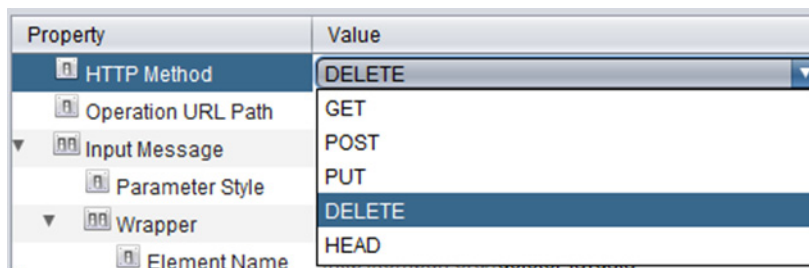 Property Value
HTTP Method DELETE
Operation URL Path GET
Input Message POST
Parameter Style PUT
Wrapper DELETE
Element Name HEAD